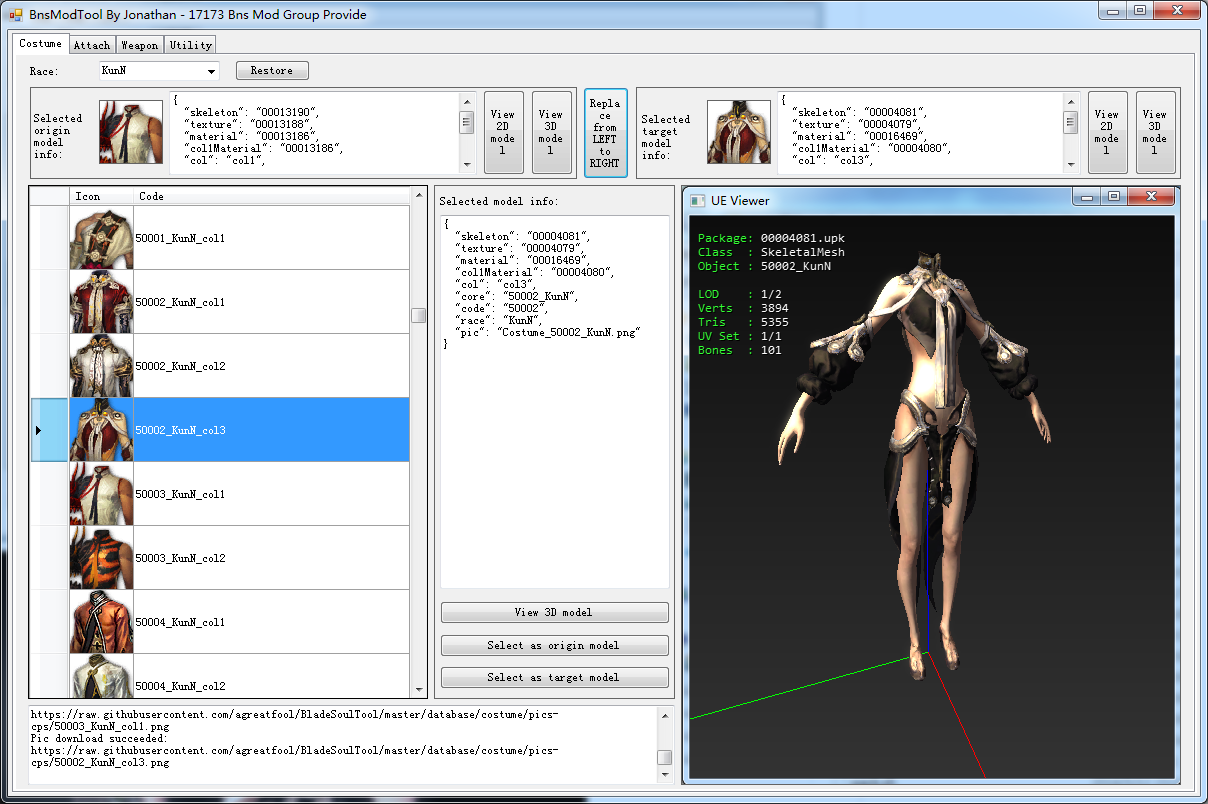 BnsModTool By Jonathan - 17173 Bns Mod Group Provide
Costume Attach Weapon Utility
Race: KunN Restore
Selected
origin
model
info:
{
"skeleton": "00013190",
"texture": "00013188",
"material": "00013186",
"col1Material": "00013186",
"col": "col1",
View
2D
mode
l
View
3D
mode
l
Repla
ce
from
LEFT
to
RIGHT
Selected
target
model
info:
{
"skeleton": "00004081",
"texture": "00004079",
"material": "00016469",
"col1Material": "00004080",
"col": "col3",
View
2D
mode
l
View
3D
mode
l
Icon Code
50001_KunN_col1
50002_KunN_col1
50002_KunN_col2
50002_KunN_col3
50003_KunN_col1
50003_KunN_col2
50004_KunN_col1
50004_KunN_col2
Selected model info:
{
"skeleton": "00004081",
"texture": "00004079",
"material": "00016469",
"col1Material": "00004080",
"col": "col3",
"core": "50002_KunN",
"code": "50002",
"race": "KunN",
"pic": "Costume_50002_KunN.png"
}
View 3D model
Select as origin model
Select as target model
UE Viewer
Package: 00004081.upk
Class : SkeletalMesh
Object : 50002_KunN
LOD : 1/2
Verts : 3894
Tris : 5355
UV Set : 1/1
Bones : 101
https://raw.githubusercontent.com/agreatfool/BladeSoulTool/master/database/costume/pics-
cps/50003_KunN_col1.png
Pic download succeeded:
https://raw.githubusercontent.com/agreatfool/BladeSoulTool/master/database/costume/pics-
cps/50002_KunN_col3.png